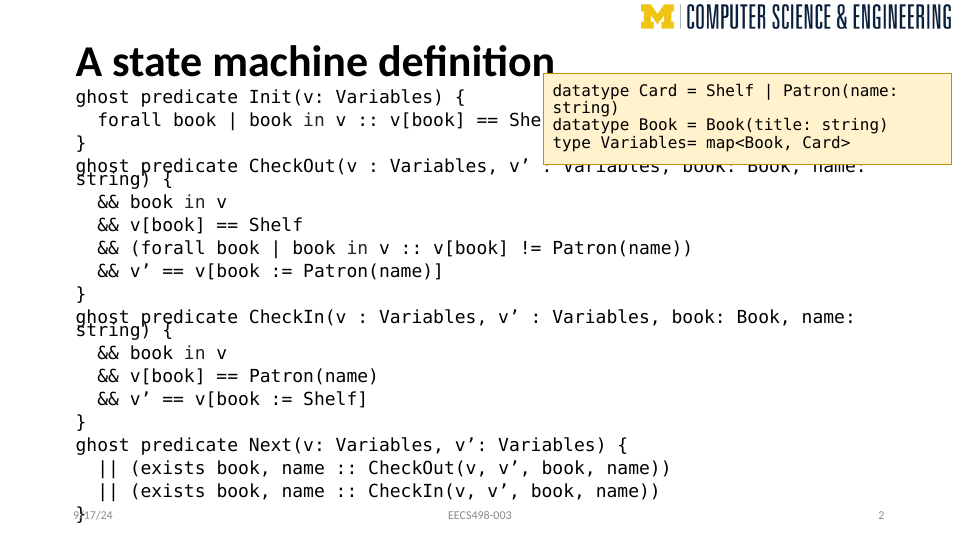 M | COMPUTER SCIENCE & ENGINEERING
A state machine definition
datatype Card = Shelf | Patron(name:
string)
datatype Book = Book(title: string)
type Variables= map<Book, Card>
ghost predicate Init(v: Variables) {
  forall book | book in v :: v[book] == She
}
ghost predicate CheckOut(v : Variables, v’ : Variables, book: Book, name:
string) {
  && book in v
  && v[book] == Shelf
  && (forall book | book in v :: v[book] != Patron(name))
  && v’ == v[book := Patron(name)]
}
ghost predicate CheckIn(v : Variables, v’ : Variables, book: Book, name:
string) {
  && book in v
  && v[book] == Patron(name)
  && v’ == v[book := Shelf]
}
ghost predicate Next(v: Variables, v’: Variables) {
  || (exists book, name :: CheckOut(v, v’, book, name))
  || (exists book, name :: CheckIn(v, v’, book, name))
}
9/17/24
EECS498-003
2